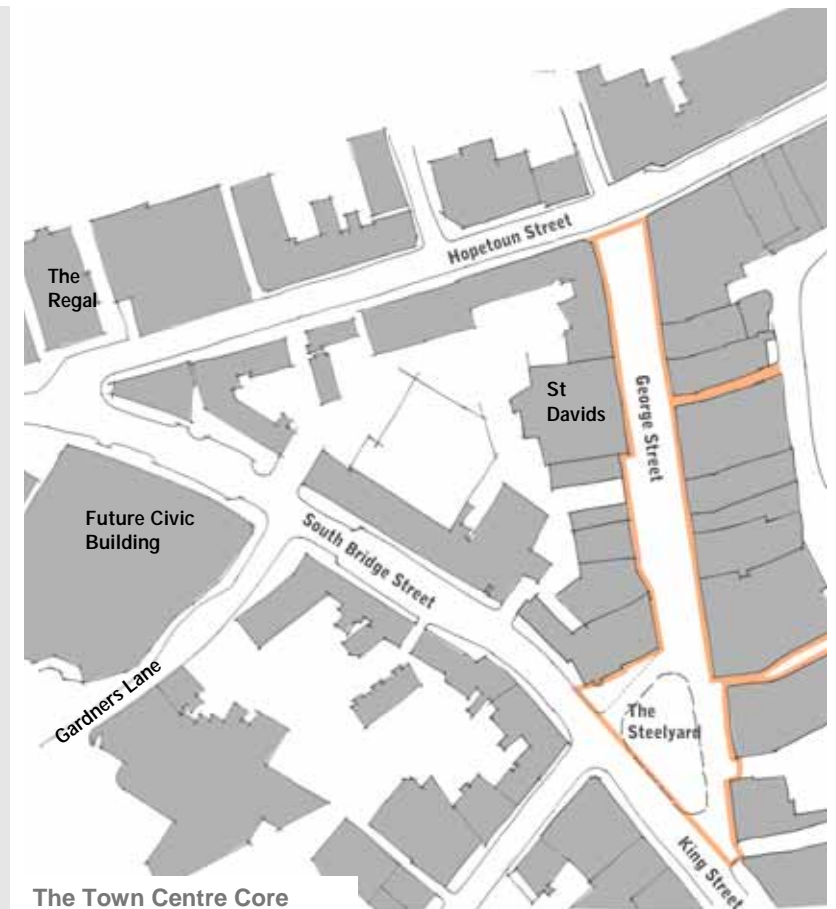 Hopetoun Street
The
Regal
St
Davids
George Street
Future Civic
Building
South Bridge Street
Gardners Lane
The
Steelyard
King Street
The Town Centre Core